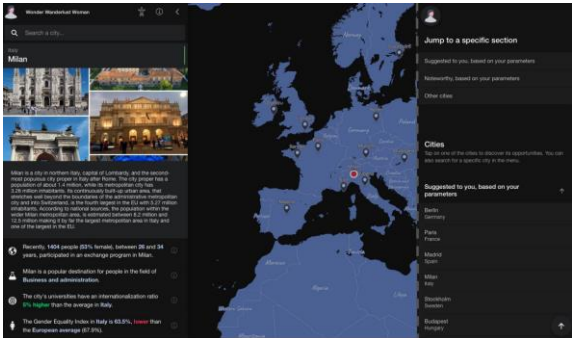 Wonder Wanderlust Woman
Search a city...
Italy
Milan
Milan is a city in northern Italy, capital of Lombardy, and the second-
most populous city proper in Italy after Rome. The city proper has a
population of about 1.4 million, while its metropolitan city has
3.26 million inhabitants. Its continuously built-up urban area, that
stretches well beyond the boundaries of the administrative metropolitan
city and into Switzerland, is the fourth largest in the EU with 5.27 million
inhabitants. According to national sources, the population within the
wider Milan metropolitan area, is estimated between 8.2 million and
12.5 million making it by far the largest metropolitan area in Italy and
one of the largest in the EU.
Recently, 1404 people (53% female), between 26 and 34
years, participated in an exchange program in Milan.
Milan is a popular destination for people in the field of
Business and administration.
The city's universities have an internationalization ratio
5% higher than the average in Italy.
The Gender Equality Index in Italy is 63.5%, lower than
the European average (67.9%).
Norway
Germany
France
Spain
Portugal
Algeria
Libya
Jump to a specific section
Suggested to you, based on your parameters
Noteworthy, based on your parameters
Other cities
Cities
Tap on one of the cities to discover its opportunities. You can
also search for a specific city in the menu.
Suggested to you, based on your
parameters
Berlin
Germany
Paris
France
Madrid
Spain
Milan
Italy
Stockholm
Sweden
Budapest
Hungary